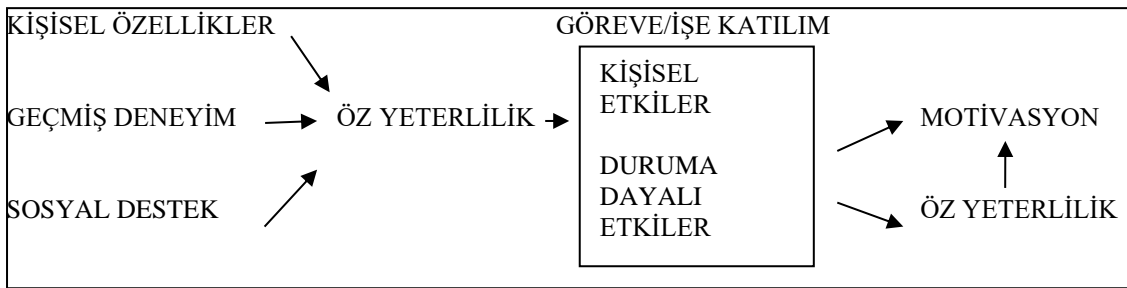 KİŞİSEL ÖZELLİKLER
GÖREVE/İŞE KATILIM
KİŞİSEL
ETKİLER
GEÇMİŞ DENEYİM
ÖZ YETERLİLİK
MOTİVASYON
DURUMA
DAYALI
ETKİLER
SOSYAL DESTEK
ÖZ YETERLİLİK